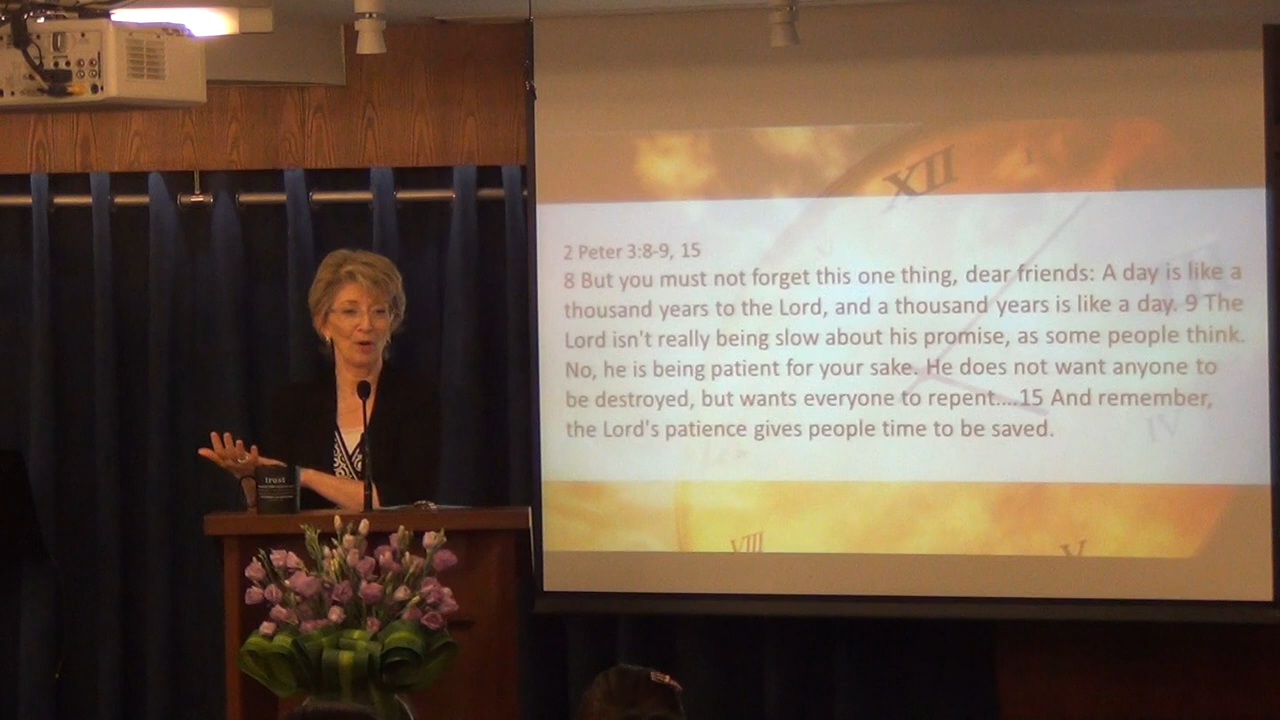 XII
2 Peter 3:8-9, 15
8 But you must not forget this one thing, dear friends: A day is like a
thousand years to the Lord, and a thousand years is like a day. 9 The
Lord isn't really being slow about his promise, as some people think.
No, he is being patient for your sake. He does not want anyone to
be destroyed, but wants everyone to repent....15 And remember,
the Lord's patience gives people time to be saved.
IV
VIII
V
trust